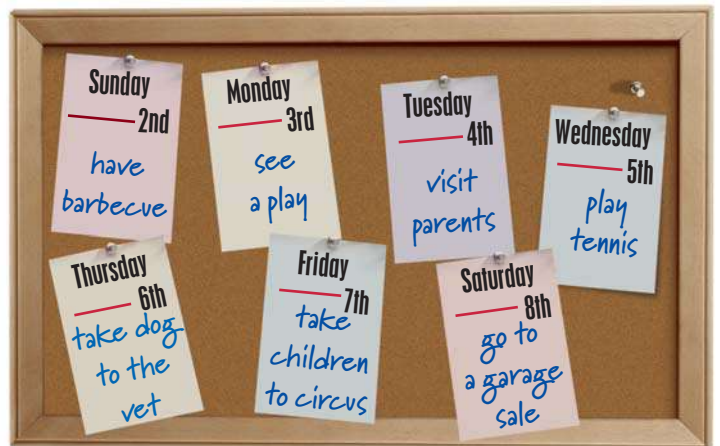 Sunday
2nd
have
barbecue
Monday
3rd
see
a play
Tuesday
4th
visit
parents
Wednesday
5th
play
tennis
Thursday
6th
take dog
to the
vet
Friday
7th
take
children
to circus
Saturday
8th
go to
a garage
sale